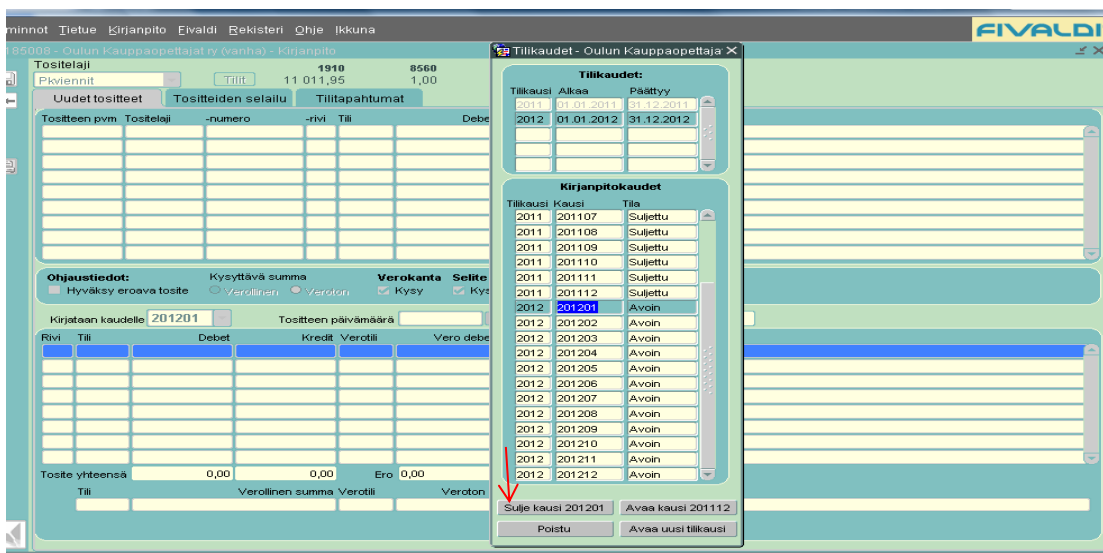 minnot Tietue Kirjanpito Eivaldi Rekisteri Ohje Ikkuna
FIVALDI
185008 - Oulun Kauppaopettajat ry (vanha) - Kirjanpito
Tositelaji 1910 8560
Pkviennit Tilit 11 011,95 1,00
Uudet tositteet Tositteiden selailu Tilitapahtumat
Tositteen pvm Tositelaji -numero -rivi Tili Debe
Ohjaustiedot: Kysyttävä summa Verokanta Selite
Hyväksy eroava tosite Verollinen Veroton Kysy Kys
Kirjataan kaudelle 201201 Tositteen päivämäärä
Rivi Tili Debet Kredit Verotili Vero debe
Tosite yhteensä 0,00 0,00 Ero 0,00
Tili Verollinen summa Verotili Veroton
Tilikaudet - Oulun Kauppaopettaja
Tilikaudet:
Tilikausi Alkaa Päättyy
2011 01.01.2011 31.12.2011
2012 01.01.2012 31.12.2012
Kirjanpitokaudet
Tilikausi Kausi Tila
2011 201107 Suljettu
2011 201108 Suljettu
2011 201109 Suljettu
2011 201110 Suljettu
2011 201111 Suljettu
2011 201112 Suljettu
2012 201201 Avoin
2012 201202 Avoin
2012 201203 Avoin
2012 201204 Avoin
2012 201205 Avoin
2012 201206 Avoin
2012 201207 Avoin
2012 201208 Avoin
2012 201209 Avoin
2012 201210 Avoin
2012 201211 Avoin
2012 201212 Avoin
Sulje kausi 201201 Avaa kausi 201112
Poistu Avaa uusi tilikausi